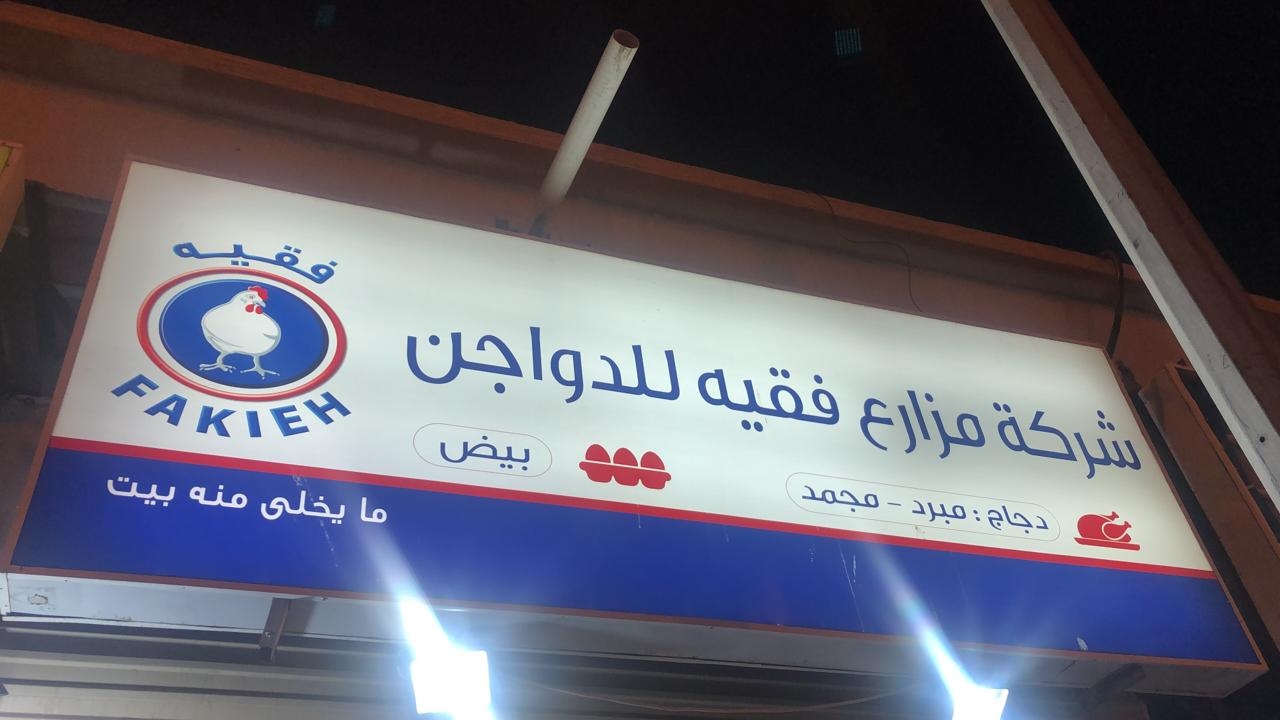 فقيه
FAKIEH
شركة مزارع فقيه للدواجن
دجاج : مبرد - مجمد
بيض
ما يخلى منه بيت